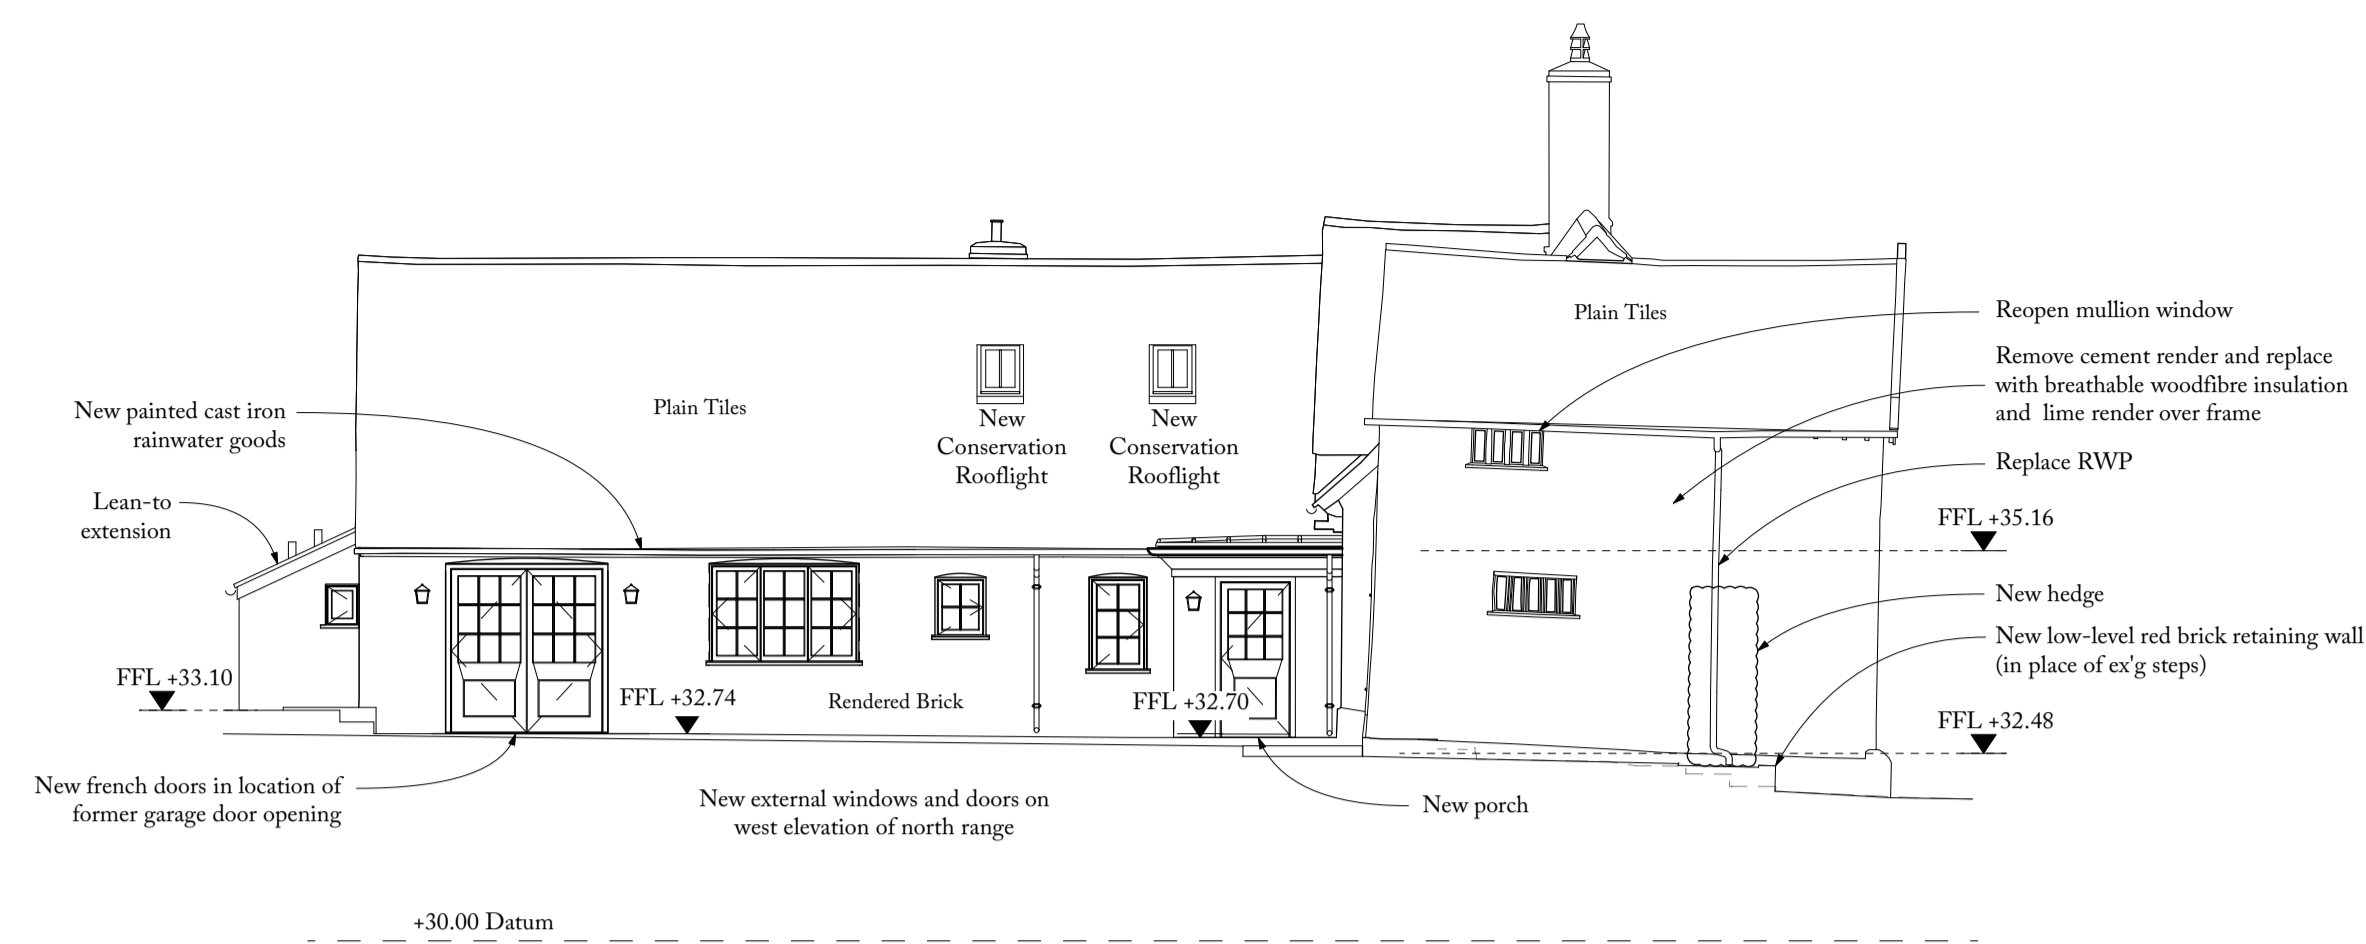 Plain Tiles
Reopen mullion window
Remove cement render and replace
with breathable woodfibre insulation
and  lime render over frame
New painted cast iron
rainwater goods
Plain Tiles
New
Conservation
Rooflight
New
Conservation
Rooflight
Replace RWP
Lean-to
extension
FFL +35.16
New hedge
New low-level red brick retaining wall
(in place of ex'g steps)
FFL +33.10
FFL +32.74
Rendered Brick
FFL +32.70
FFL +32.48
New french doors in location of
former garage door opening
New external windows and doors on
west elevation of north range
New porch
+30.00 Datum